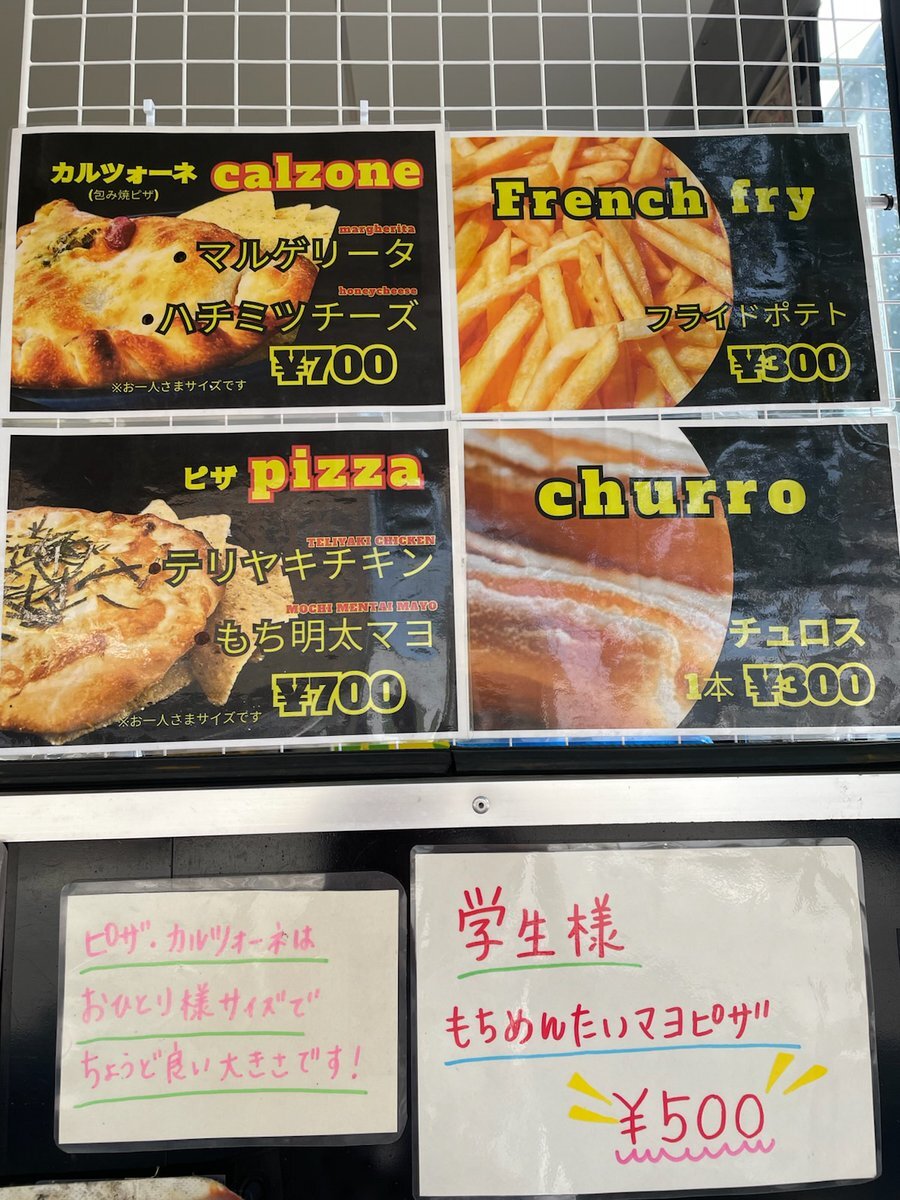 カルツォーネ calzone
(包み焼ピザ)
margherita
●マルゲリータ
honeycheese
●ハチミツチーズ
¥700
※お一人さまサイズです
French fry
フライドポテト
¥300
ピザ pizza
TELIYAKI CHICKEN
●テリヤキチキン
MOCHI MENTAI MAYO
●もち明太マヨ
¥700
※お一人さまサイズです
churro
チュロス
1本 ¥300
ピザ・カルツォーネは
おひとり様サイズで
ちょうど良い大きさです!
学生様
もちめんたいマヨピザ
¥500